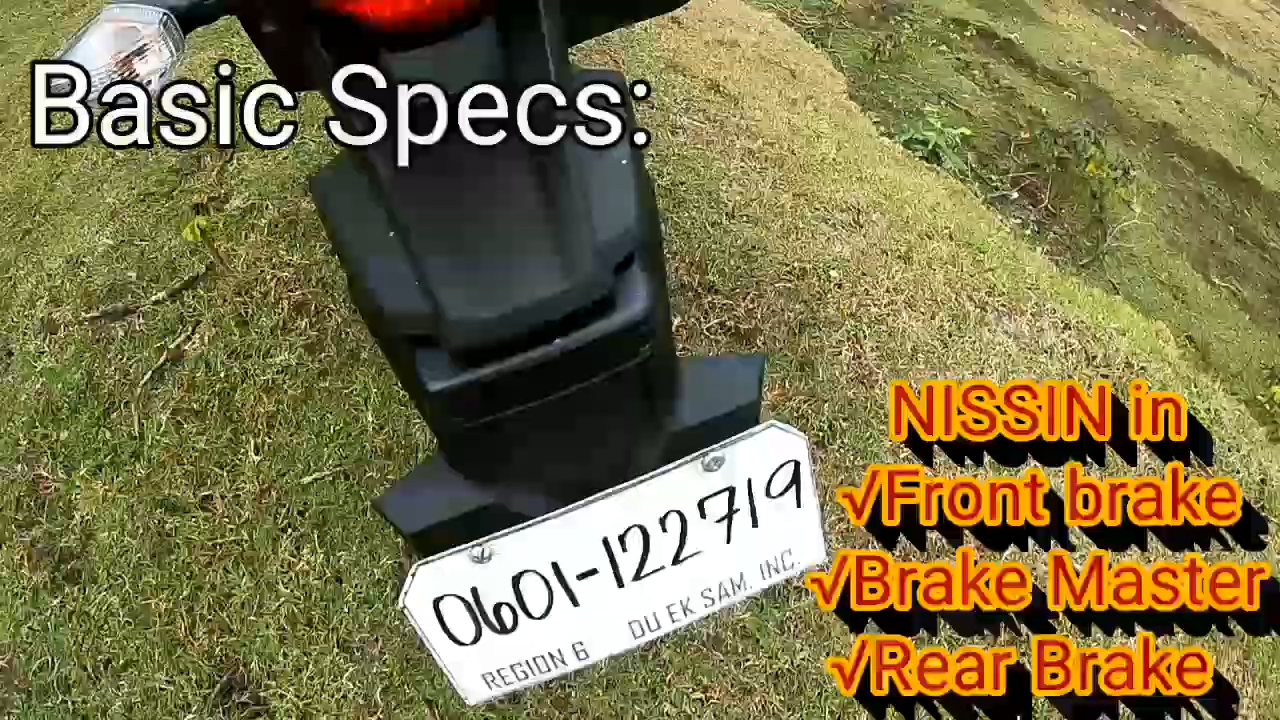 Basic Specs:
NISSIN in
√Front brake
√Brake Master
√Rear Brake
0601-122719
REGION 6 DU EK SAM, INC.